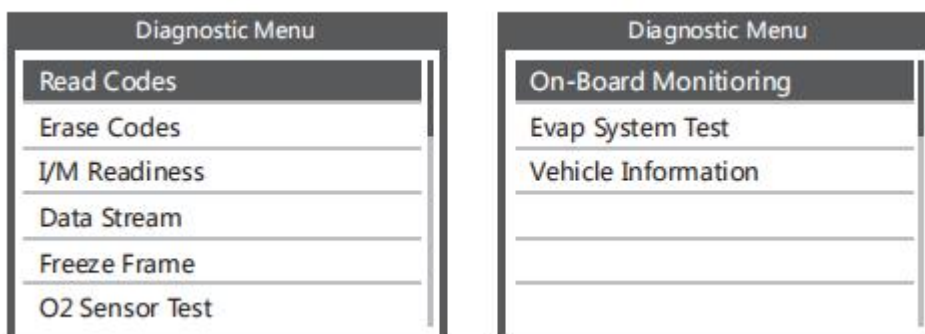 Diagnostic Menu
Read Codes
Erase Codes
I/M Readiness
Data Stream
Freeze Frame
O2 Sensor Test
Diagnostic Menu
On-Board Monitioring
Evap System Test
Vehicle Information